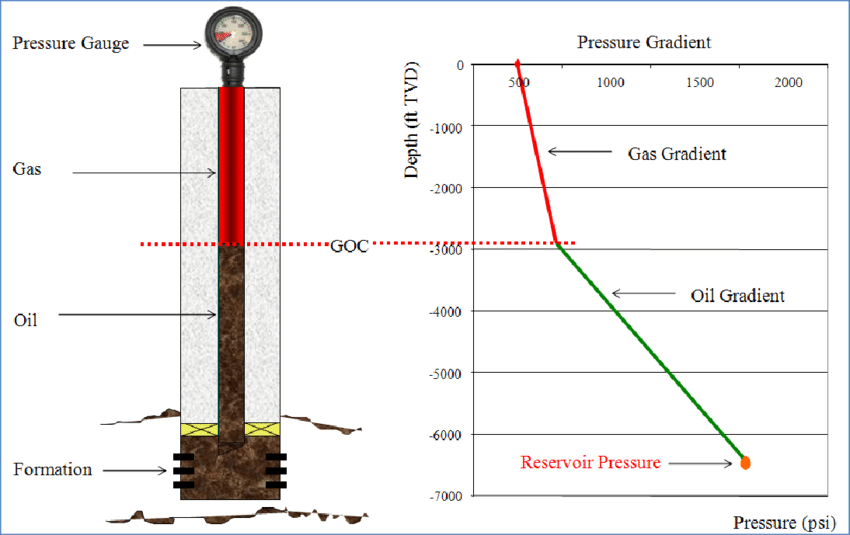 Pressure Gauge
Gas
GOC
Oil
Formation
Pressure Gradient
500 1000 1500 2000
Depth (ft TVD)
0
-1000
-2000
-3000
-4000
-5000
-6000
-7000
Gas Gradient
Oil Gradient
Reservoir Pressure
Pressure (psi)